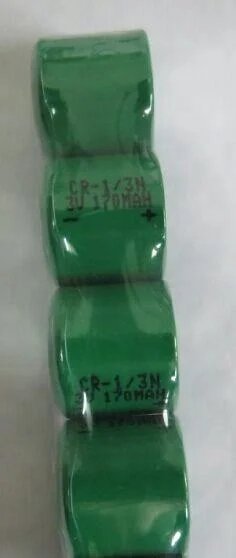 CR-1/3N
3V 170MAH
- +
CR-1/3N
3V 170MAH
-